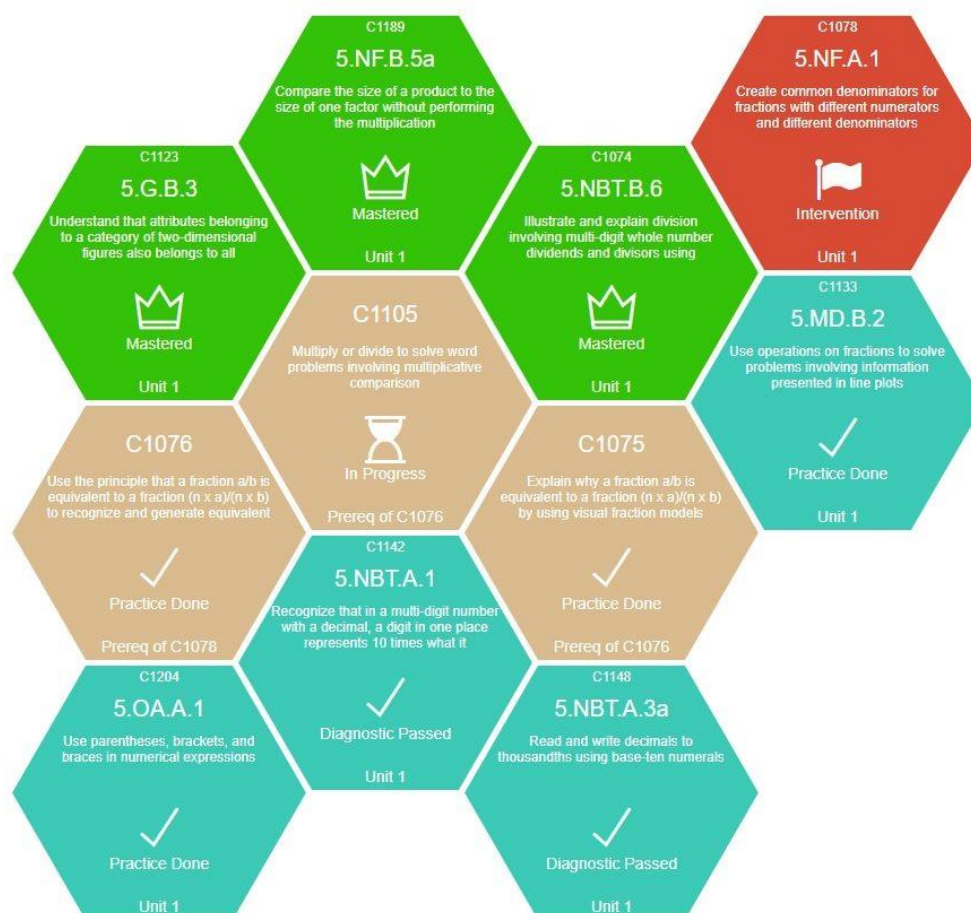 C1189
5.NF.B.5a
Compare the size of a product to the
size of one factor without performing
the multiplication
Mastered
Unit 1
C1078
5.NF.A.1
Create common denominators for
fractions with different numerators
and different denominators
Intervention
Unit 1
C1123
5.G.B.3
Understand that attributes belonging
to a category of two-dimensional
figures also belongs to all
Mastered
Unit 1
C1074
5.NBT.B.6
Illustrate and explain division
involving multi-digit whole number
dividends and divisors using
Mastered
Unit 1
C1105
Multiply or divide to solve word
problems involving multiplicative
comparison
In Progress
Prereq of C1076
C1133
5.MD.B.2
Use operations on fractions to solve
problems involving information
presented in line plots
Practice Done
Unit 1
C1076
Use the principle that a fraction a/b is
equivalent to a fraction (n x a)/(n x b)
to recognize and generate equivalent
Practice Done
Prereq of C1078
C1075
Explain why a fraction a/b is
equivalent to a fraction (n x a)/(n x b)
by using visual fraction models
Practice Done
Prereq of C1076
C1142
5.NBT.A.1
Recognize that in a multi-digit number
with a decimal, a digit in one place
represents 10 times what it
Diagnostic Passed
Unit 1
C1204
5.OA.A.1
Use parentheses, brackets, and
braces in numerical expressions
Practice Done
Unit 1
C1148
5.NBT.A.3a
Read and write decimals to
thousandths using base-ten numerals
Diagnostic Passed
Unit 1